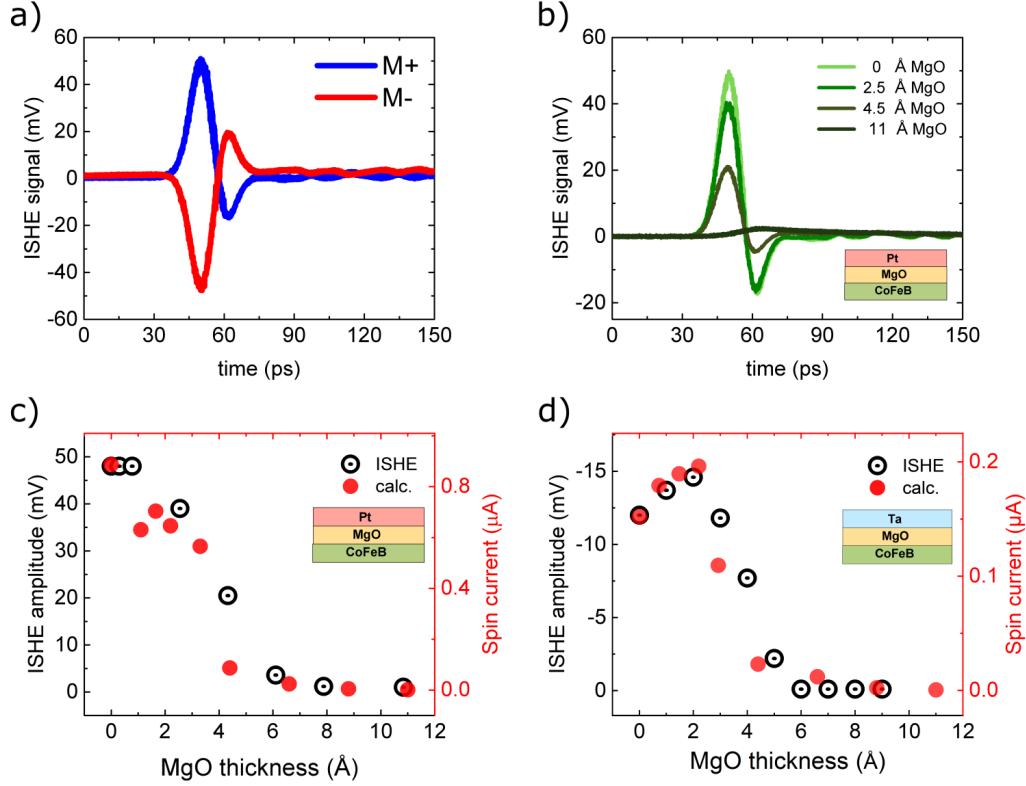 a)
60
40
20
0
-20
-40
-60
ISHE signal (mV)
M+
M-
0 30 60 90 120 150
time (ps)
b)
60
40
20
0
-20
ISHE signal (mV)
0 Å MgO
2.5 Å MgO
4.5 Å MgO
11 Å MgO
Pt
MgO
CoFeB
0 30 60 90 120 150
time (ps)
c)
50
40
30
20
10
0
ISHE amplitude (mV)
ISHE
calc.
Pt
MgO
CoFeB
0.8
0.4
0.0
Spin current (μA)
0 2 4 6 8 10 12
MgO thickness (Å)
d)
-15
-10
-5
0
ISHE amplitude (mV)
ISHE
calc.
Ta
MgO
CoFeB
0.2
0.1
0.0
Spin current (μA)
0 2 4 6 8 10 12
MgO thickness (Å)